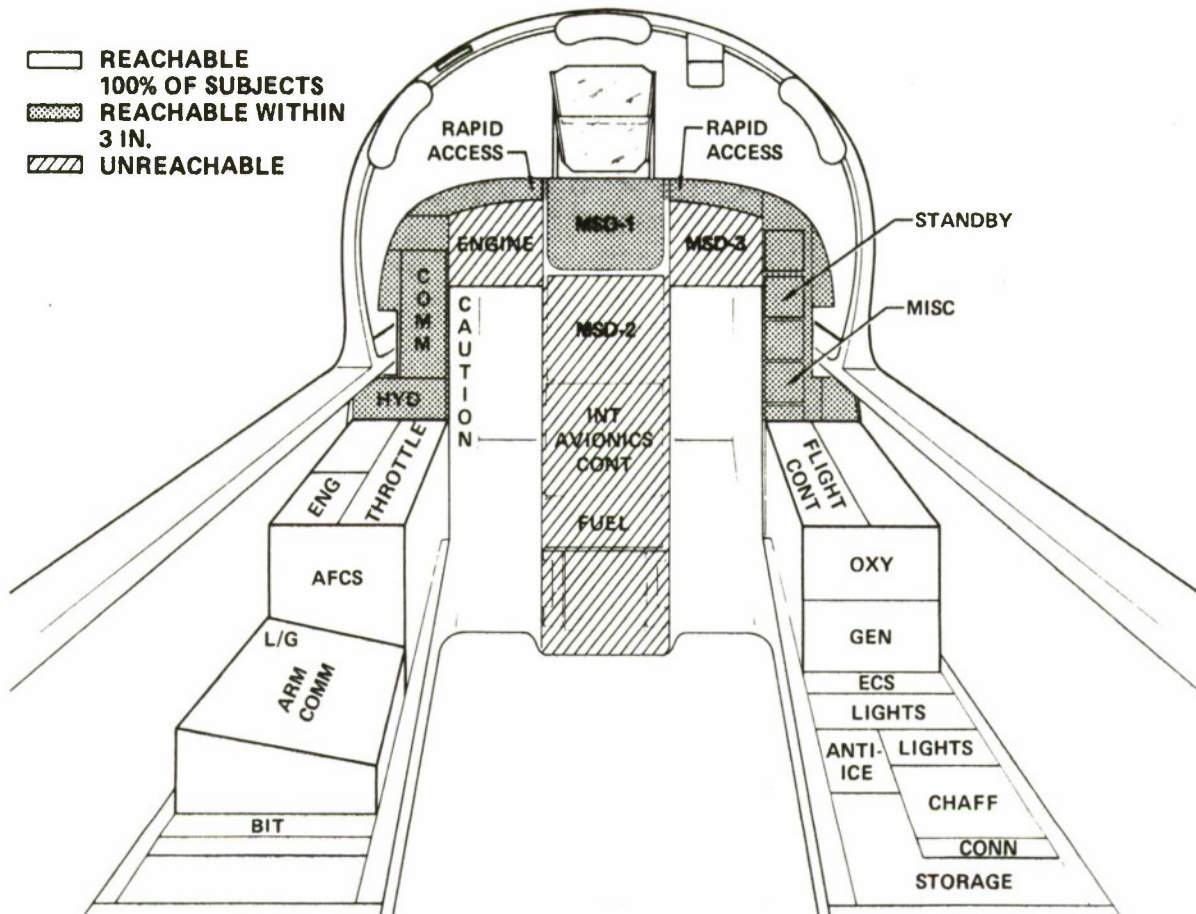 REACHABLE
100% OF SUBJECTS
REACHABLE WITHIN
3 IN.
UNREACHABLE
RAPID
ACCESS
RAPID
ACCESS
STANDBY
MISC
ENGINE
MSD-1
MSD-3
COMM
CAUTION
MSD-2
HYD
INT
AVIONICS
CONT
FUEL
ENG
THROTTLE
FLIGHT
CONT
AFCS
OXY
GEN
L/G
ARM
COMM
ECS
LIGHTS
ANTI-
ICE
LIGHTS
CHAFF
BIT
CONN
STORAGE